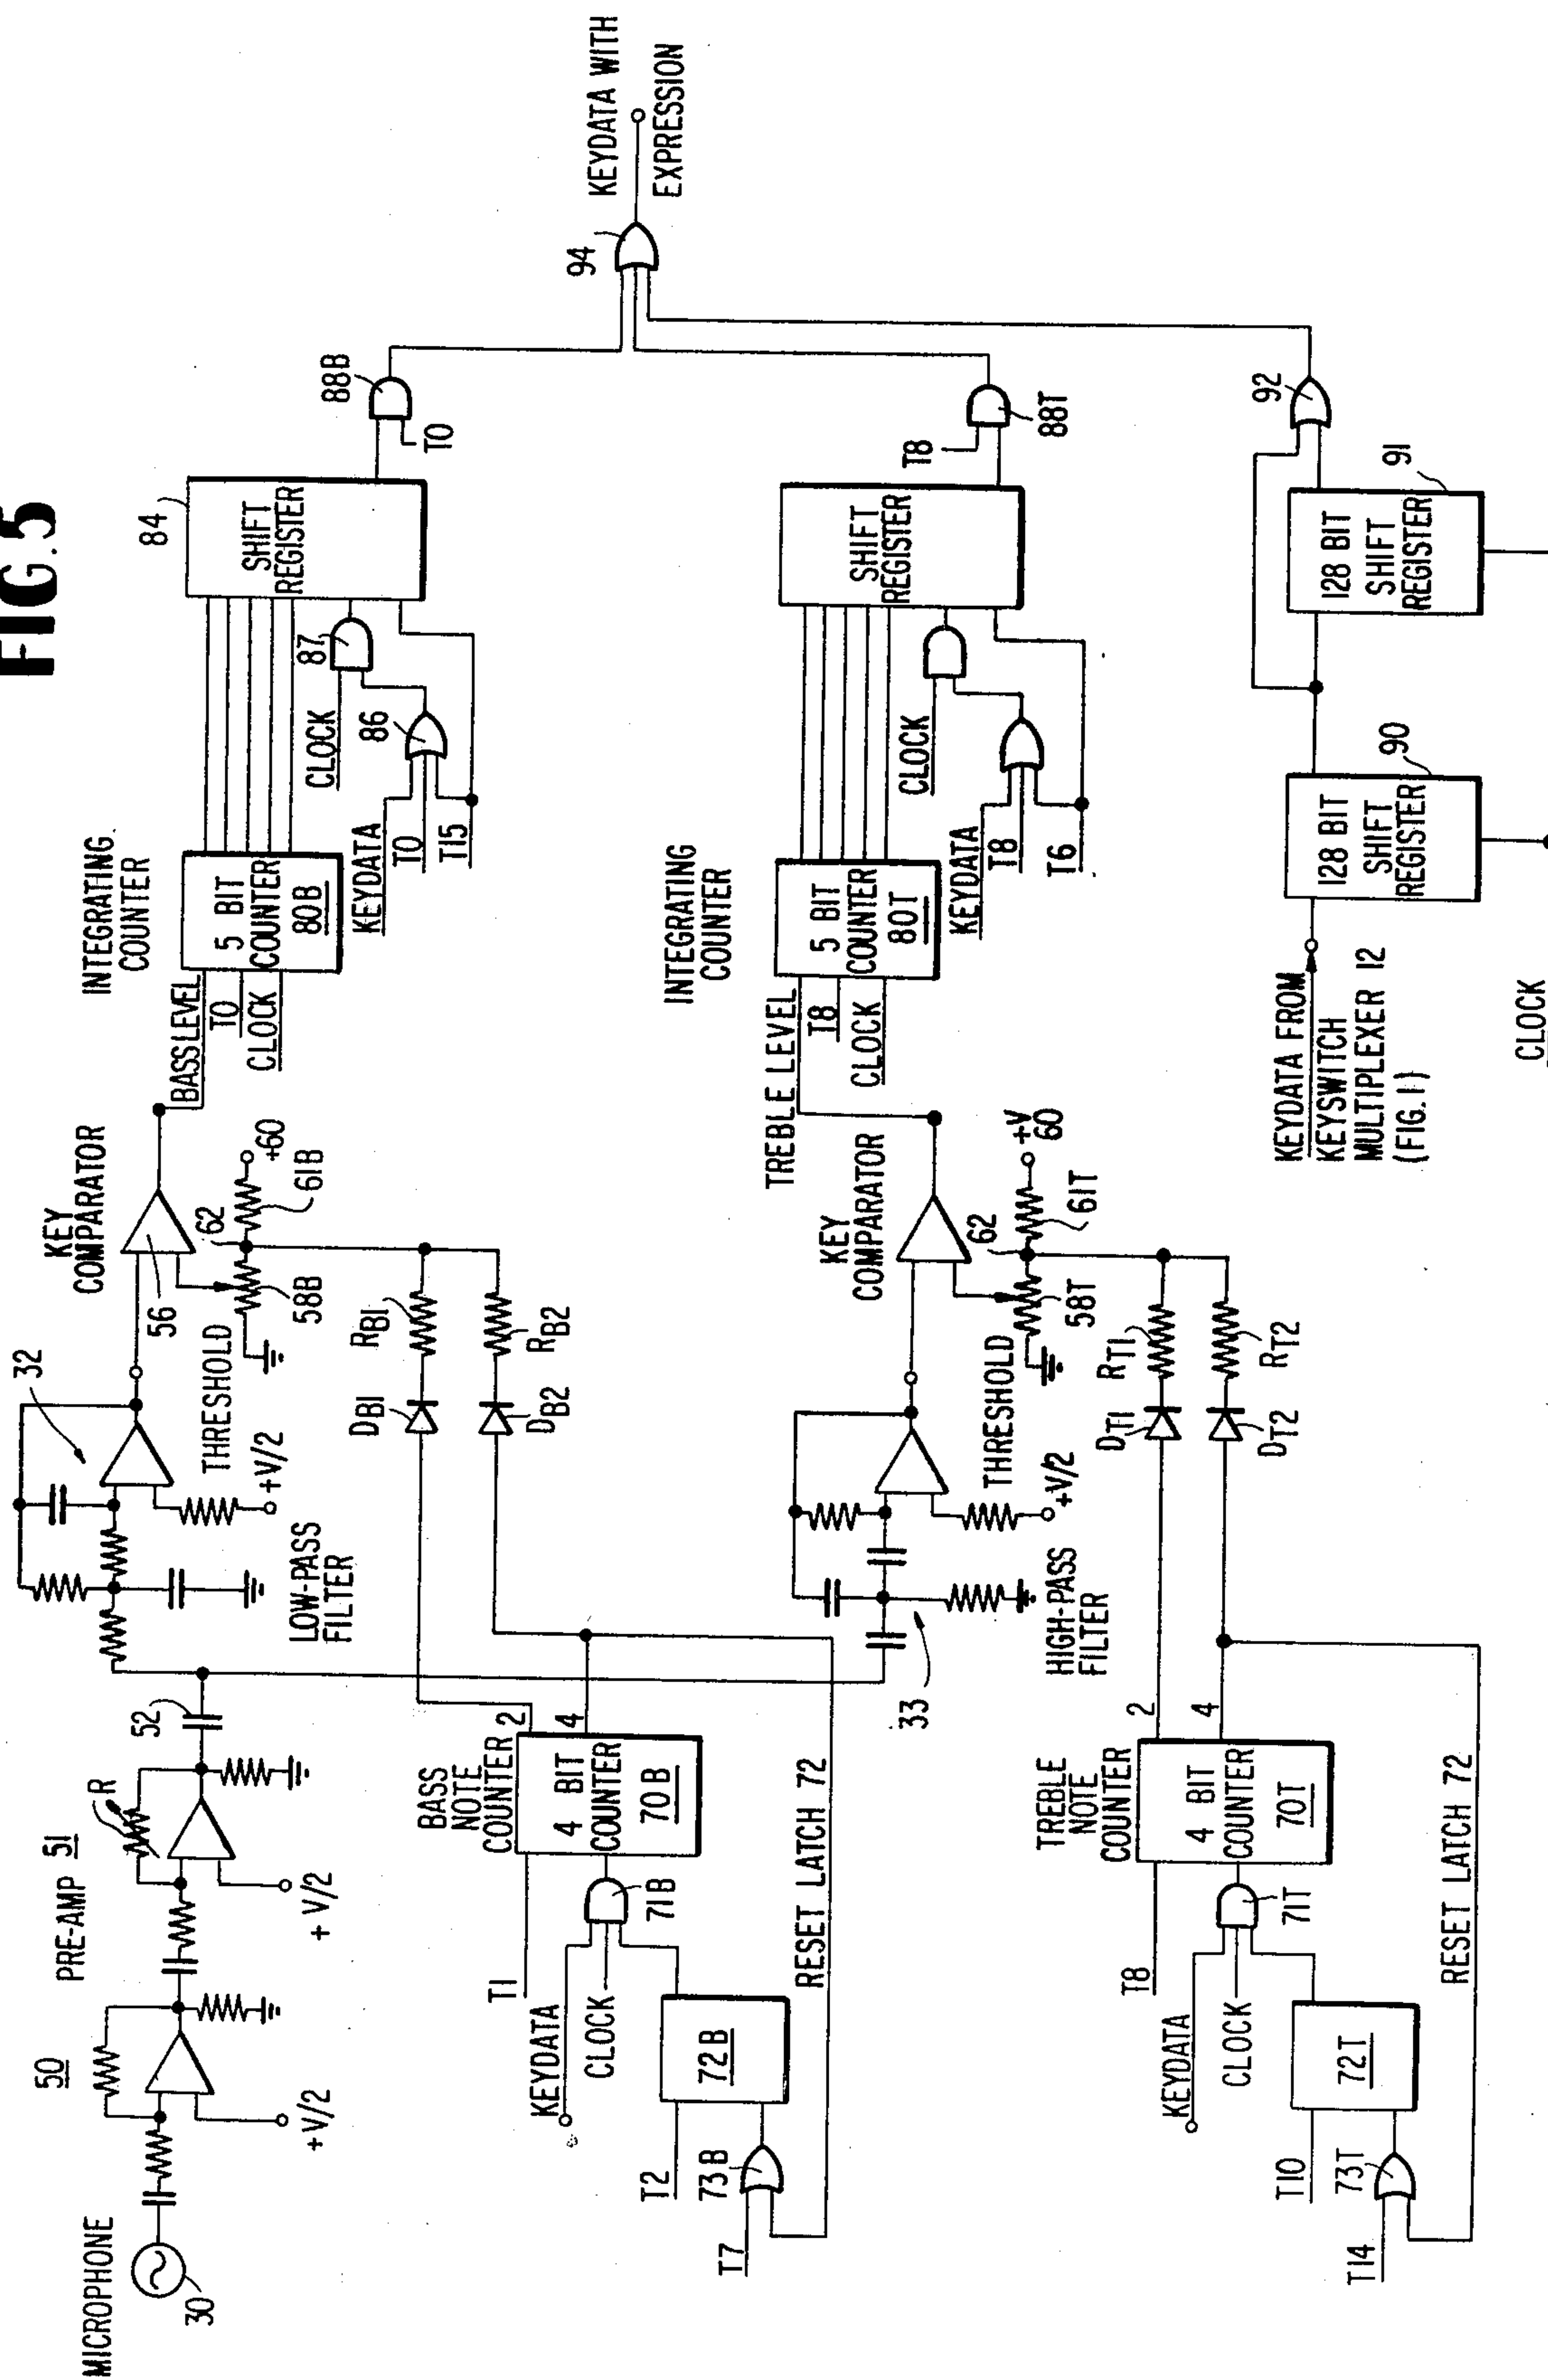 FIG.5
MICROPHONE
30
50
+V/2
PRE-AMP 51
R
+V/2
52
LOW-PASS
FILTER
32
+V/2
THRESHOLD
KEY
COMPARATOR
56
62
58B
61B
+60
BASS LEVEL
T0
CLOCK
INTEGRATING
COUNTER
5 BIT
COUNTER
80B
KEYDATA
T0
T15
CLOCK
86
87
84
SHIFT
REGISTER
88B
T0
94
KEYDATA WITH
EXPRESSION
DB1
RB1
DB2
RB2
BASS
NOTE
COUNTER
2
4
4 BIT
COUNTER
70B
T1
KEYDATA
CLOCK
71B
T2
72B
T7
73B
RESET LATCH 72
33
HIGH-PASS
FILTER
+V/2
THRESHOLD
KEY
COMPARATOR
62
58T
61T
+V
60
TREBLE LEVEL
T8
CLOCK
INTEGRATING
COUNTER
5 BIT
COUNTER
80T
KEYDATA
T8
T6
CLOCK
SHIFT
REGISTER
T8
88T
DT1
RT1
DT2
RT2
TREBLE
NOTE
COUNTER
2
4
4 BIT
COUNTER
70T
T8
KEYDATA
CLOCK
71T
T10
72T
T14
73T
RESET LATCH 72
KEYDATA FROM
KEYSWITCH
MULTIPLEXER 12
(FIG.1)
128 BIT
SHIFT
REGISTER
90
128 BIT
SHIFT
REGISTER
91
92
CLOCK